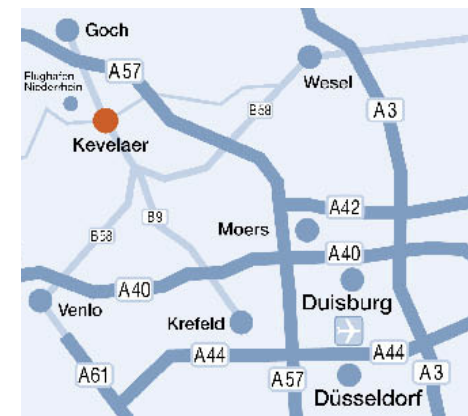 Goch
A57
Flughafen
Niederrhein
Wesel
B58
A3
Kevelaer
A42
B9
Moers
B58
A40
A40
Duisburg
Venlo
Krefeld
A44
A44
A61
A57
A3
Düsseldorf